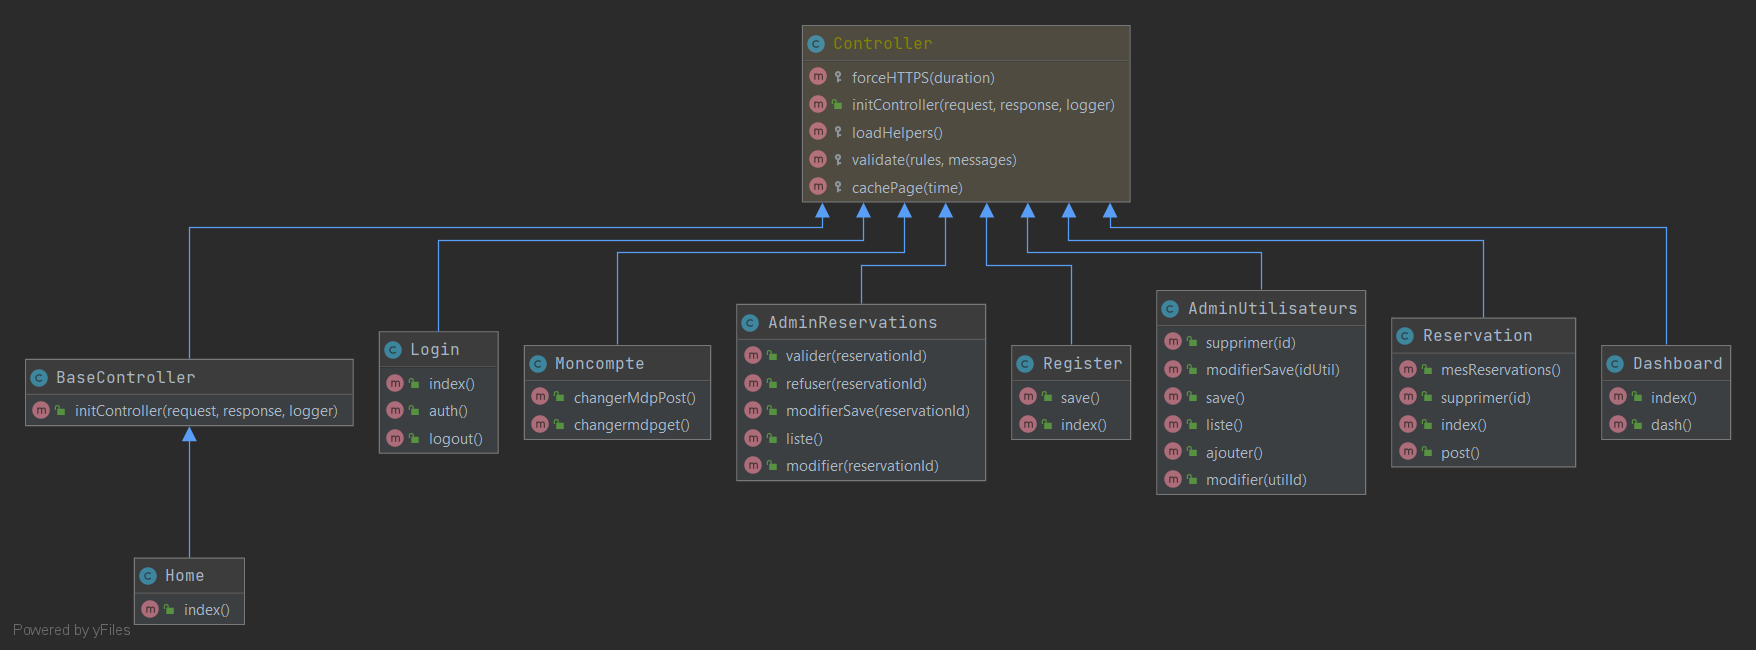 Controller
forceHTTPS(duration)
initController(request, response, logger)
loadHelpers()
validate(rules, messages)
cachePage(time)
BaseController
initController(request, response, logger)
Login
index()
auth()
logout()
Moncompte
changerMdpPost()
changermdpget()
AdminReservations
valider(reservationId)
refuser(reservationId)
modifierSave(reservationId)
liste()
modifier(reservationId)
Register
save()
index()
AdminUtilisateurs
supprimer(id)
modifierSave(idUtil)
save()
liste()
ajouter()
modifier(utilId)
Reservation
mesReservations()
supprimer(id)
index()
post()
Dashboard
index()
dash()
Home
index()
Powered by yFiles